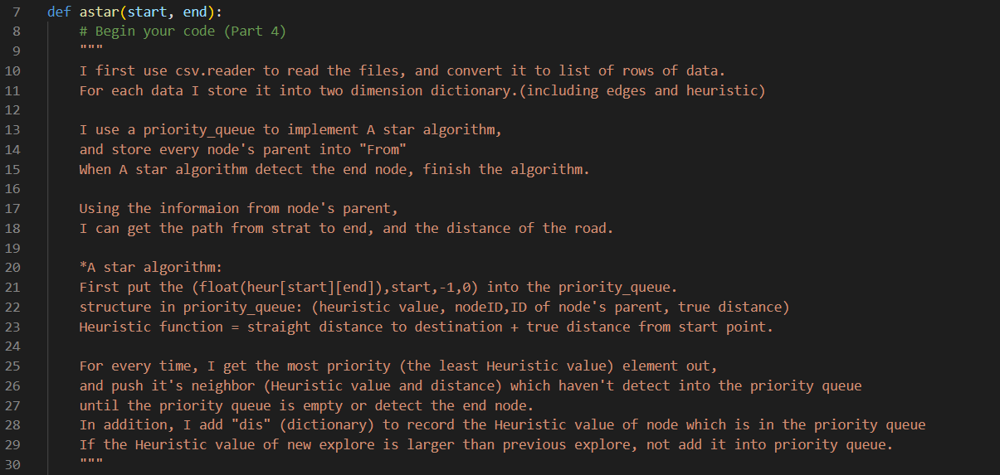 7 def astar(start, end):
8 # Begin your code (Part 4)
9 """
10 I first use csv.reader to read the files, and convert it to list of rows of data.
11 For each data I store it into two dimension dictionary.(including edges and heuristic)
12
13 I use a priority_queue to implement A star algorithm,
14 and store every node's parent into "From"
15 When A star algorithm detect the end node, finish the algorithm.
16
17 Using the informaion from node's parent,
18 I can get the path from strat to end, and the distance of the road.
19
20 *A star algorithm:
21 First put the (float(heur[start][end]),start,-1,0) into the priority_queue.
22 structure in priority_queue: (heuristic value, nodeID,ID of node's parent, true distance)
23 Heuristic function = straight distance to destination + true distance from start point.
24
25 For every time, I get the most priority (the least Heuristic value) element out,
26 and push it's neighbor (Heuristic value and distance) which haven't detect into the priority queue
27 until the priority queue is empty or detect the end node.
28 In addition, I add "dis" (dictionary) to record the Heuristic value of node which is in the priority queue
29 If the Heuristic value of new explore is larger than previous explore, not add it into priority queue.
30 """